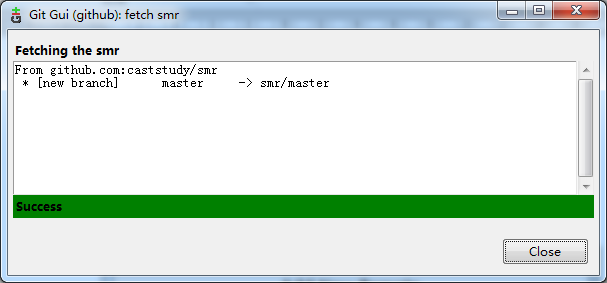 Git Gui (github): fetch smr
Fetching the smr
From github.com:caststudy/smr
 * [new branch]      master     -> smr/master
Success
Close